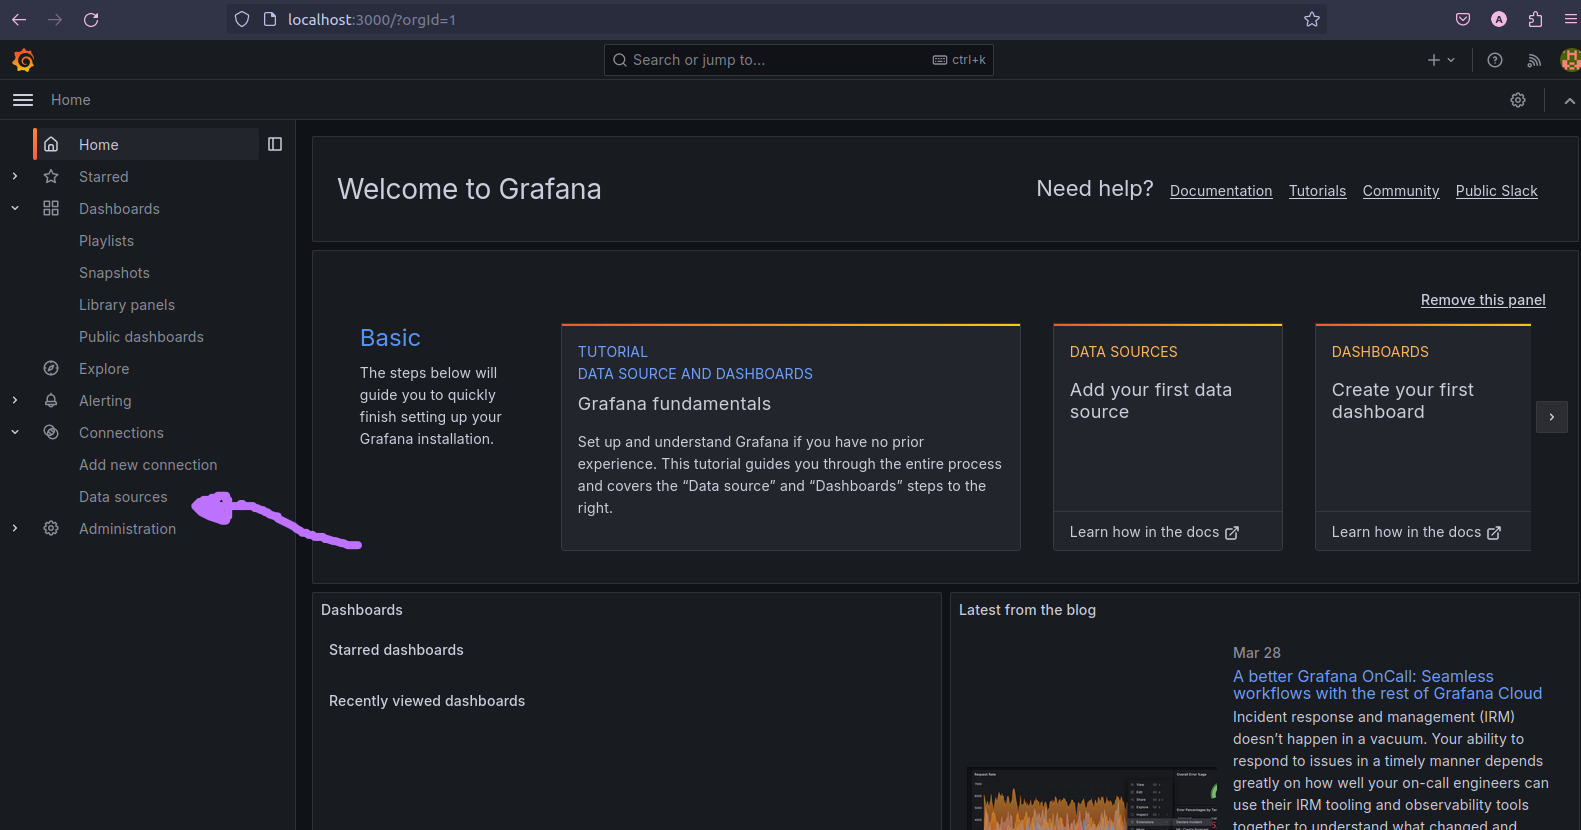 localhost:3000/?orgId=1
A
Search or jump to...
ctrl+k
Home
Home
Starred
Dashboards
Playlists
Snapshots
Library panels
Public dashboards
Explore
Alerting
Connections
Add new connection
Data sources
Administration
Welcome to Grafana
Need help? Documentation Tutorials Community Public Slack
Remove this panel
Basic
The steps below will
guide you to quickly
finish setting up your
Grafana installation.
TUTORIAL
DATA SOURCE AND DASHBOARDS
Grafana fundamentals
Set up and understand Grafana if you have no prior
experience. This tutorial guides you through the entire process
and covers the “Data source” and “Dashboards” steps to the
right.
DATA SOURCES
Add your first data
source
Learn how in the docs
DASHBOARDS
Create your first
dashboard
Learn how in the docs
Dashboards
Starred dashboards
Recently viewed dashboards
Latest from the blog
Mar 28
A better Grafana OnCall: Seamless
workflows with the rest of Grafana Cloud
Incident response and management (IRM)
doesn’t happen in a vacuum. Your ability to
respond to issues in a timely manner depends
greatly on how well your on-call engineers can
use their IRM tooling and observability tools
together to understand what changed and
Request Rate
View
Edit
Share
Explore
Inspect
Extensions